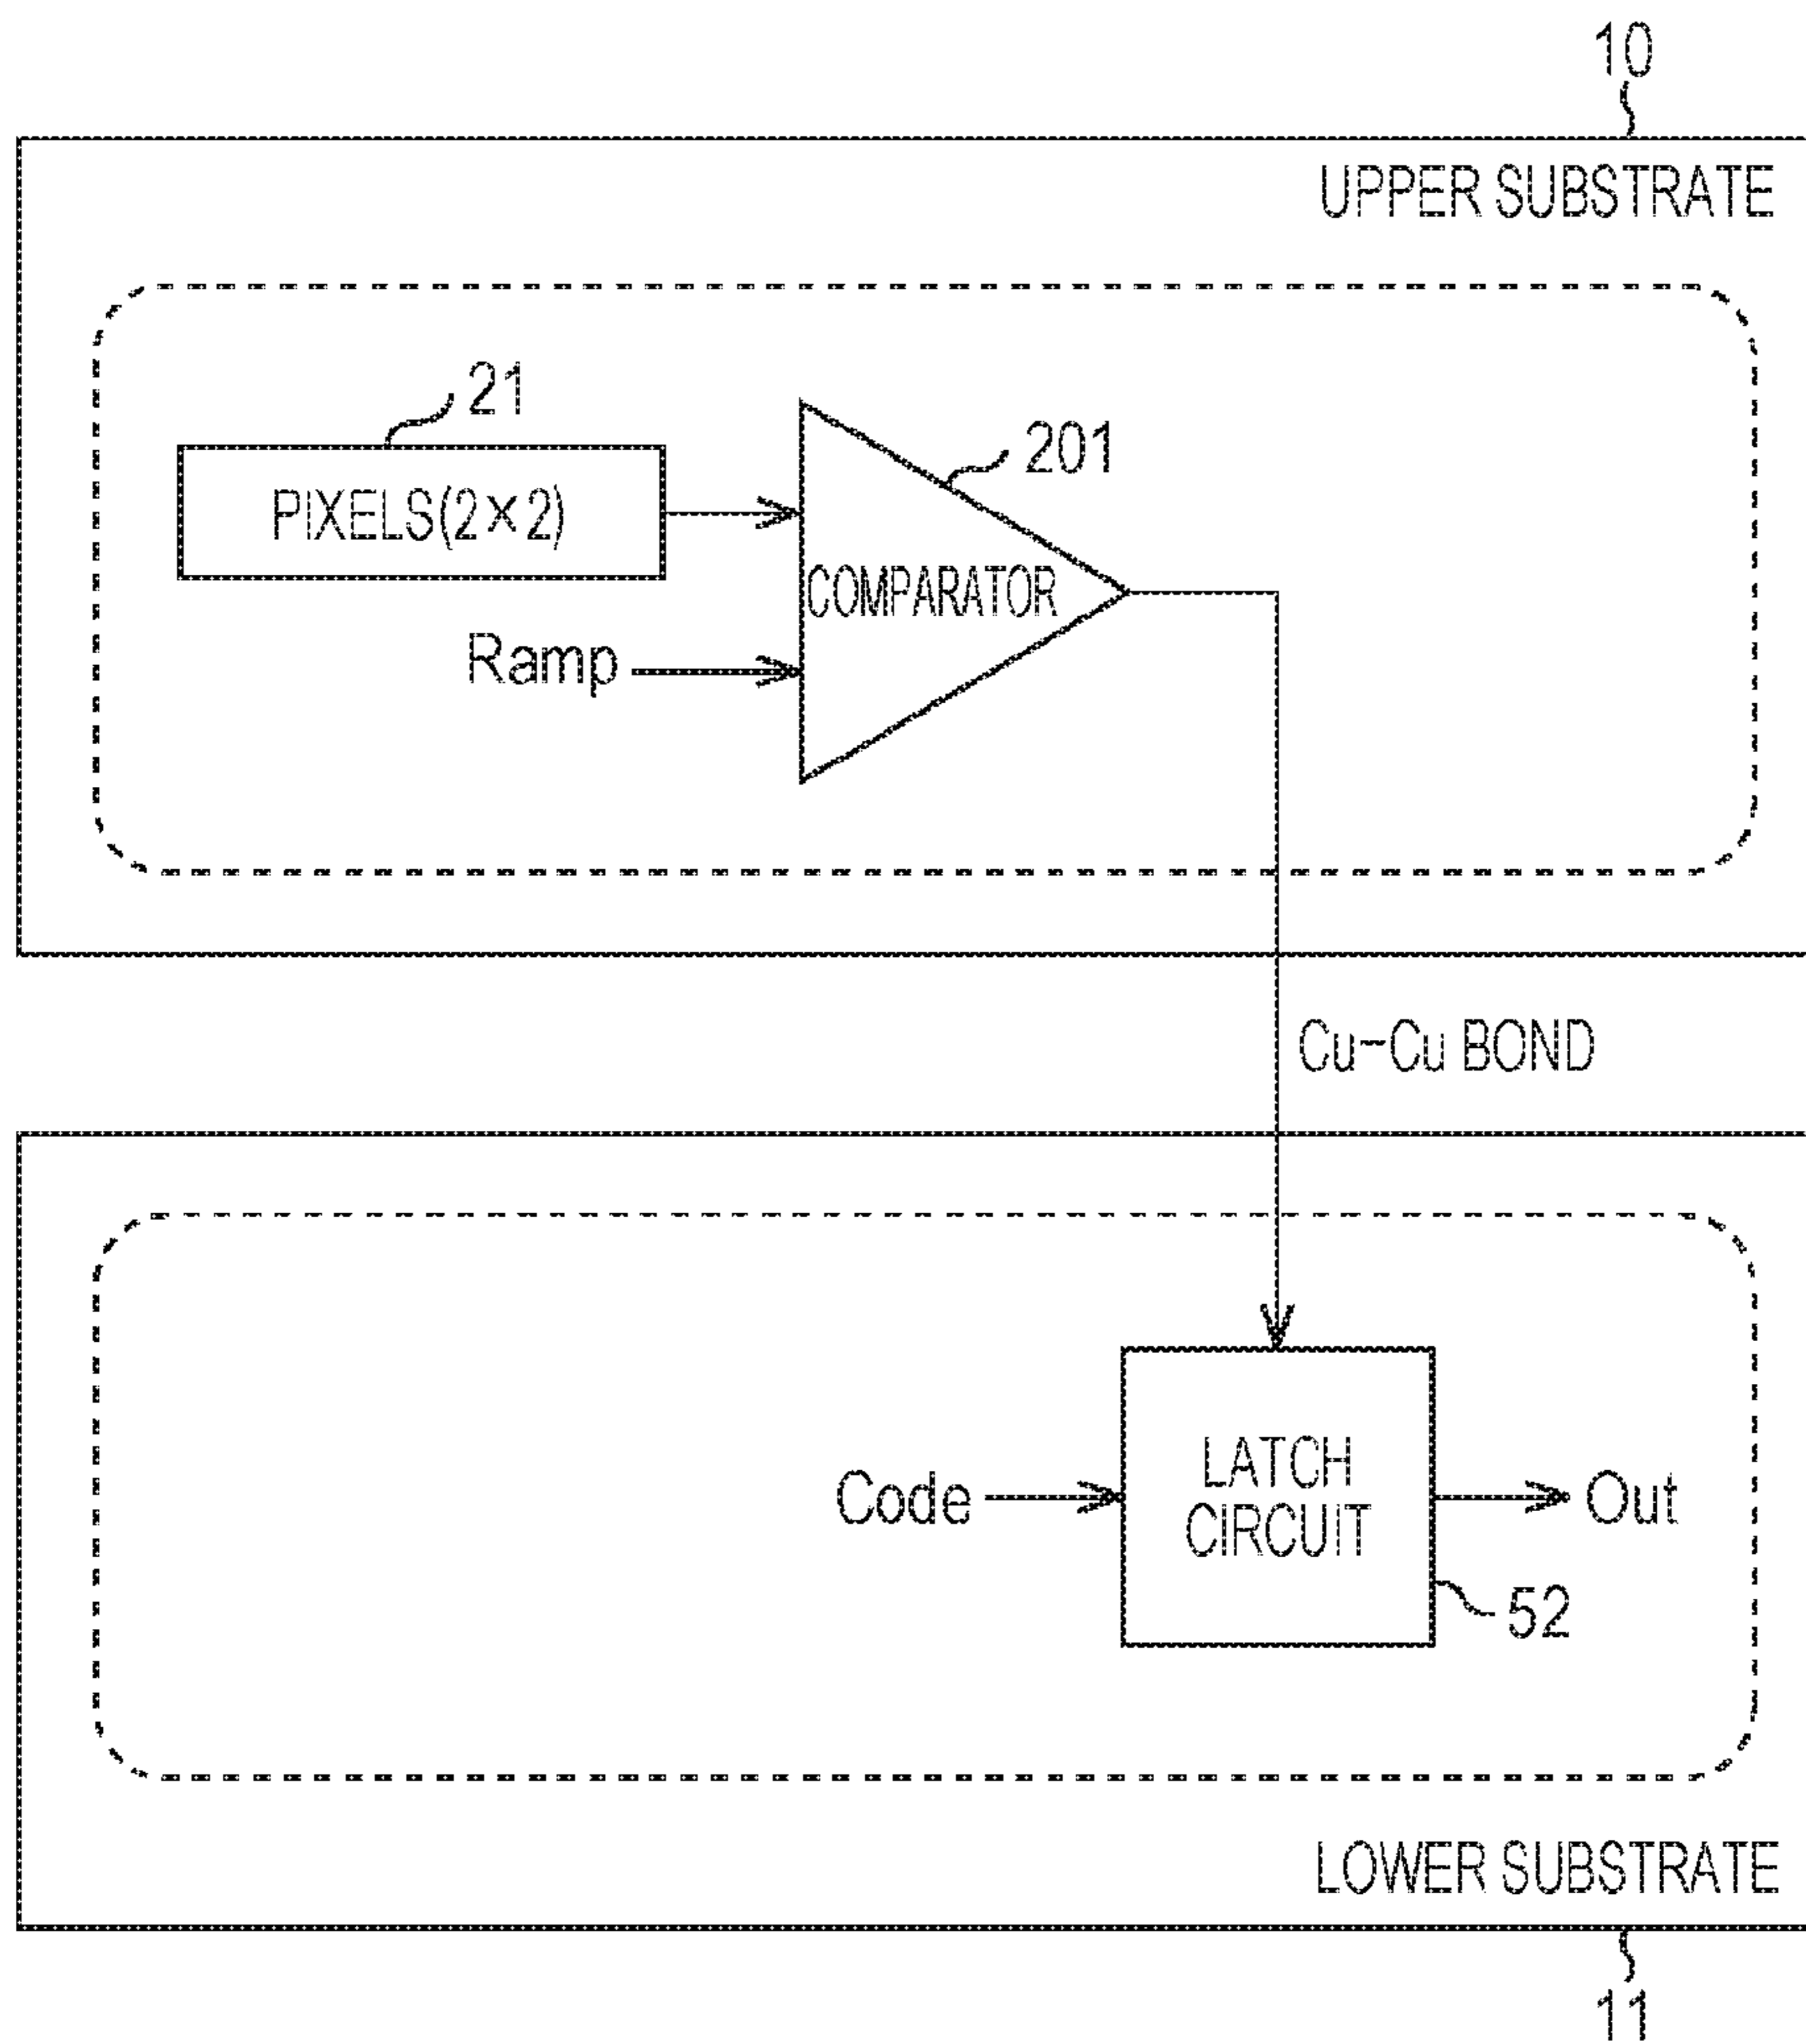 10
UPPER SUBSTRATE
21
201
PIXELS(2×2)
COMPARATOR
Ramp
Cu-Cu BOND
LATCH
CIRCUIT
Code
Out
52
LOWER SUBSTRATE
11